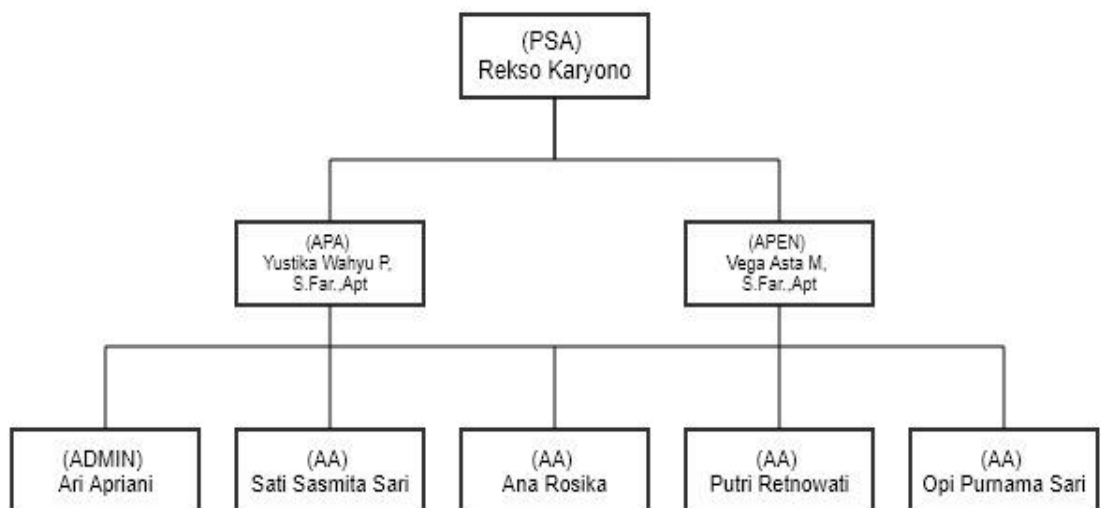 (PSA)
Rekso Karyono
(APA)
Yustika Wahyu P,
S.Far.,Apt
(APEN)
Vega Asta M,
S.Far.,Apt
(ADMIN)
Ari Apriani
(AA)
Sati Sasmita Sari
(AA)
Ana Rosika
(AA)
Putri Retnowati
(AA)
Opi Purnama Sari